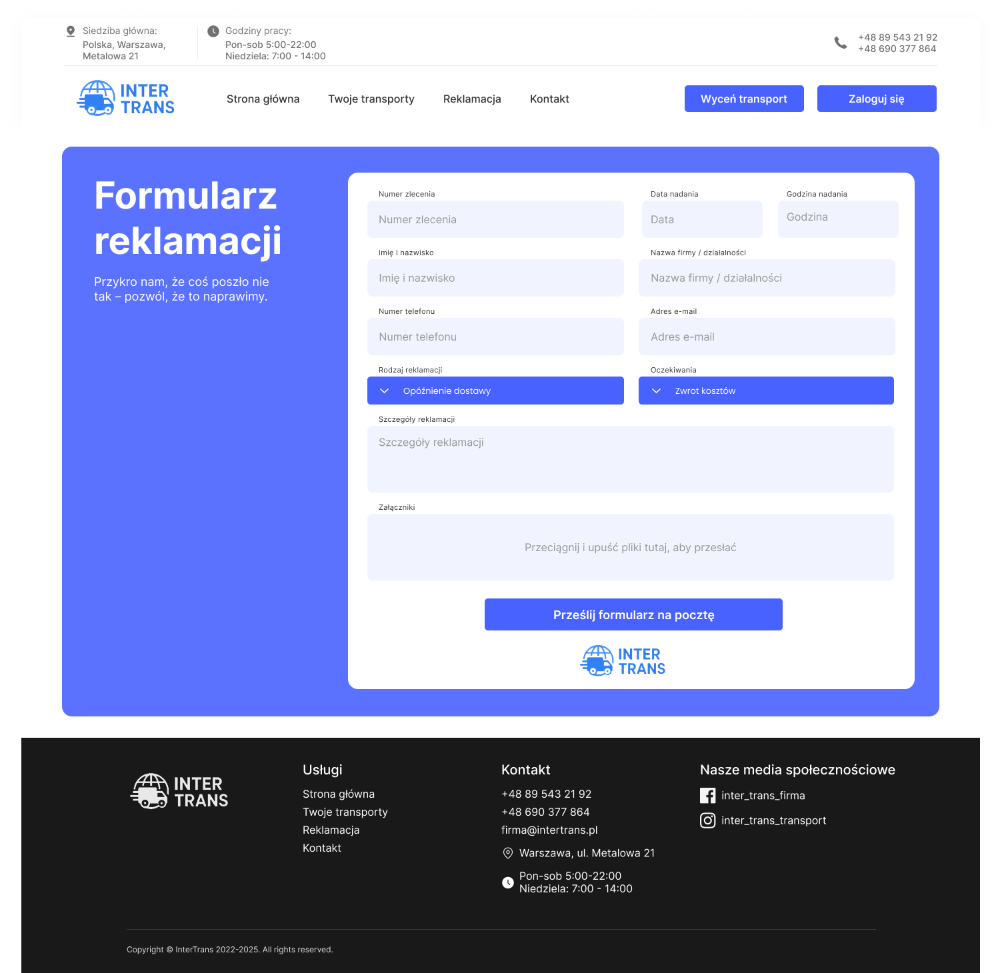 Siedziba główna:
Polska, Warszawa,
Metalowa 21
Godziny pracy:
Pon-sob 5:00-22:00
Niedziela: 7:00 - 14:00
+48 89 543 21 92
+48 690 377 864
INTER
TRANS
Strona główna
Twoje transporty
Reklamacja
Kontakt
Wyceń transport
Zaloguj się
Formularz
reklamacji
Przykro nam, że coś poszło nie
tak – pozwól, że to naprawimy.
Numer zlecenia
Data nadania
Godzina nadania
Numer zlecenia
Data
Godzina
Imię i nazwisko
Nazwa firmy / działalności
Imię i nazwisko
Nazwa firmy / działalności
Numer telefonu
Adres e-mail
Numer telefonu
Adres e-mail
Rodzaj reklamacji
Oczekiwania
Opóźnienie dostawy
Zwrot kosztów
Szczegóły reklamacji
Szczegóły reklamacji
Załączniki
Przeciągnij i upuść pliki tutaj, aby przesłać
Prześlij formularz na pocztę
INTER
TRANS
INTER
TRANS
Usługi
Strona główna
Twoje transporty
Reklamacja
Kontakt
Kontakt
+48 89 543 21 92
+48 690 377 864
firma@intertrans.pl
Warszawa, ul. Metalowa 21
Pon-sob 5:00-22:00
Niedziela: 7:00 - 14:00
Nasze media społecznościowe
inter_trans_firma
inter_trans_transport
Copyright © InterTrans 2022-2025. All rights reserved.